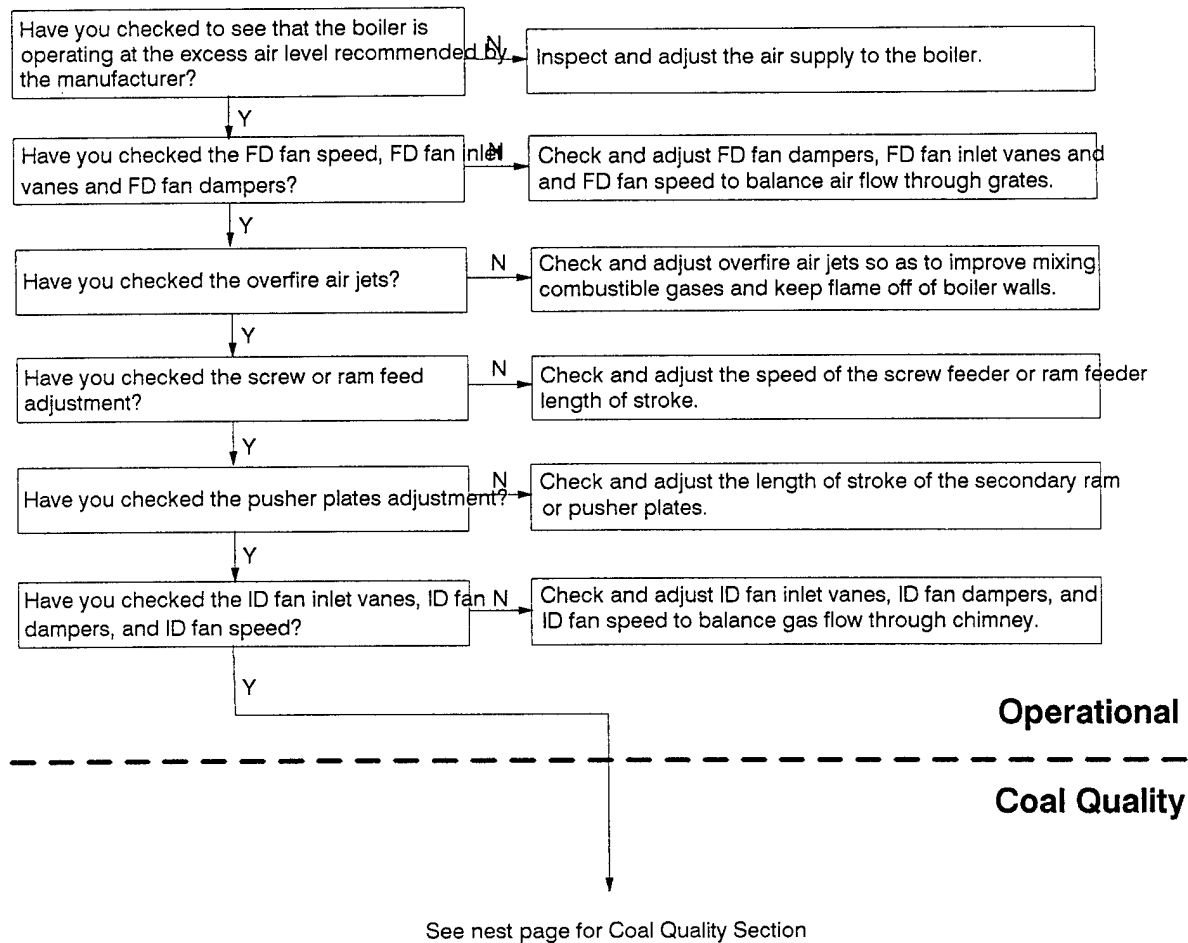 Have you checked to see that the boiler is
operating at the excess air level recommended by
the manufacturer?
N
Inspect and adjust the air supply to the boiler.
Y
Have you checked the FD fan speed, FD fan inlet
vanes and FD fan dampers?
N
Check and adjust FD fan dampers, FD fan inlet vanes and
and FD fan speed to balance air flow through grates.
Y
Have you checked the overfire air jets?
N
Check and adjust overfire air jets so as to improve mixing
combustible gases and keep flame off of boiler walls.
Y
Have you checked the screw or ram feed
adjustment?
N
Check and adjust the speed of the screw feeder or ram feeder
length of stroke.
Y
Have you checked the pusher plates adjustment?
N
Check and adjust the length of stroke of the secondary ram
or pusher plates.
Y
Have you checked the ID fan inlet vanes, ID fan
dampers, and ID fan speed?
N
Check and adjust ID fan inlet vanes, ID fan dampers, and
ID fan speed to balance gas flow through chimney.
Y
Operational
Coal Quality
See nest page for Coal Quality Section